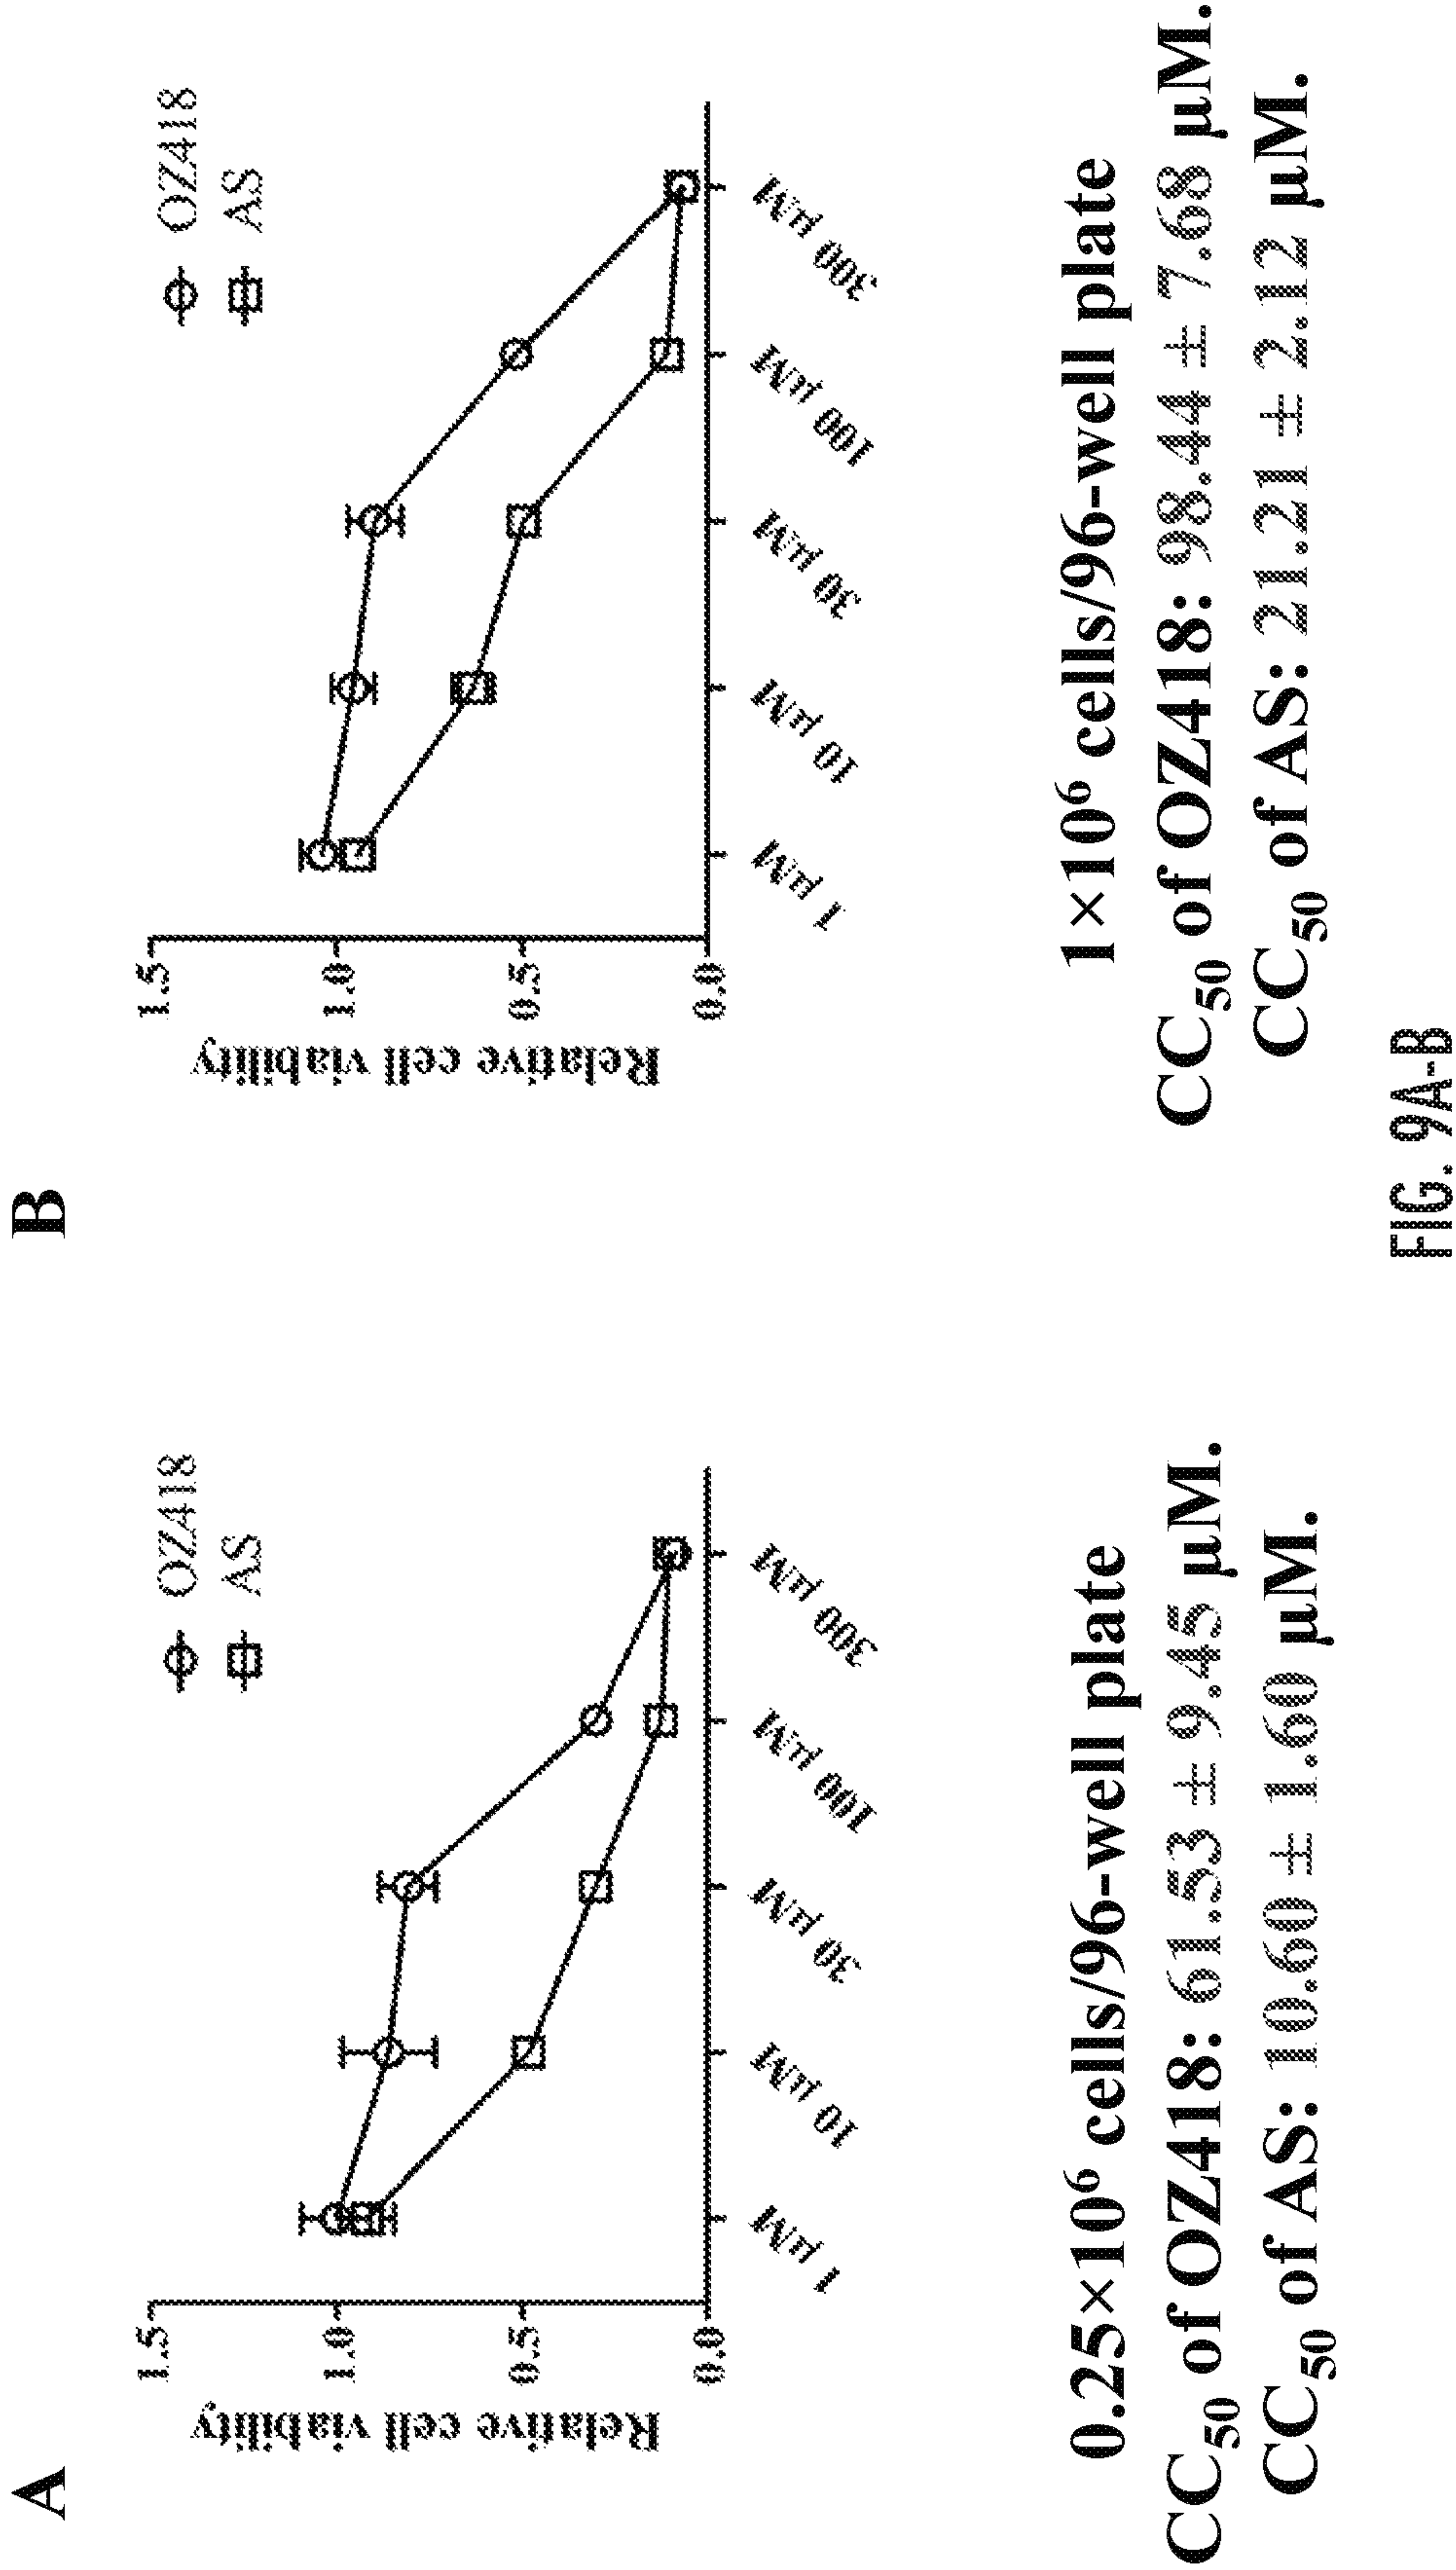 A
Relative cell viability
1.5
1.0
0.5
0.0
OZ418
AS
1 µM
10 µM
30 µM
100 µM
300 µM
0.25×10⁶ cells/96-well plate
CC₅₀ of OZ418: 61.53 ± 9.45 µM.
CC₅₀ of AS: 10.60 ± 1.60 µM.
B
Relative cell viability
1.5
1.0
0.5
0.0
OZ418
AS
1 µM
10 µM
30 µM
100 µM
300 µM
1×10⁶ cells/96-well plate
CC₅₀ of OZ418: 98.44 ± 7.68 µM.
CC₅₀ of AS: 21.21 ± 2.12 µM.
FIG. 9A-B